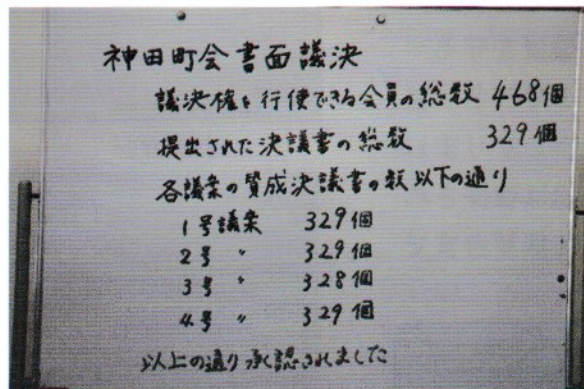 神田町会書面議決
議決権を行使できる会員の総数 468個
提出された決議書の総数 329個
各議案の賛成決議書の数以下の通り
1号議案 329個
2号 〃 329個
3号 〃 328個
4号 〃 329個
以上の通り承認されました